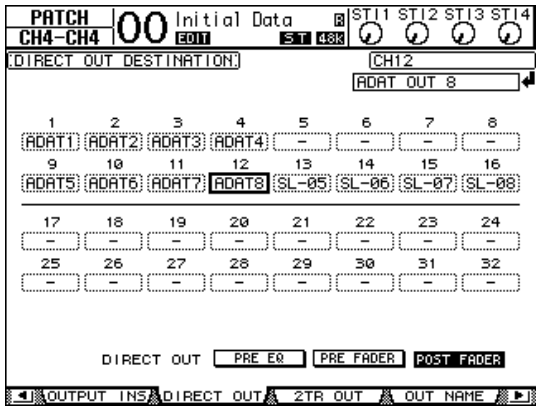 PATCH 00 Initial Data R STI1 STI2 STI3 STI4
CH4-CH4 EDIT ST 48K
DIRECT OUT DESTINATION CH12
ADAT OUT 8
1 2 3 4 5 6 7 8
ADAT1 ADAT2 ADAT3 ADAT4 - - - -
9 10 11 12 13 14 15 16
ADAT5 ADAT6 ADAT7 ADAT8 SL-05 SL-06 SL-07 SL-08
17 18 19 20 21 22 23 24
- - - - - - - -
25 26 27 28 29 30 31 32
- - - - - - - -
DIRECT OUT PRE EQ PRE FADER POST FADER
OUTPUT INS DIRECT OUT 2TR OUT OUT NAME